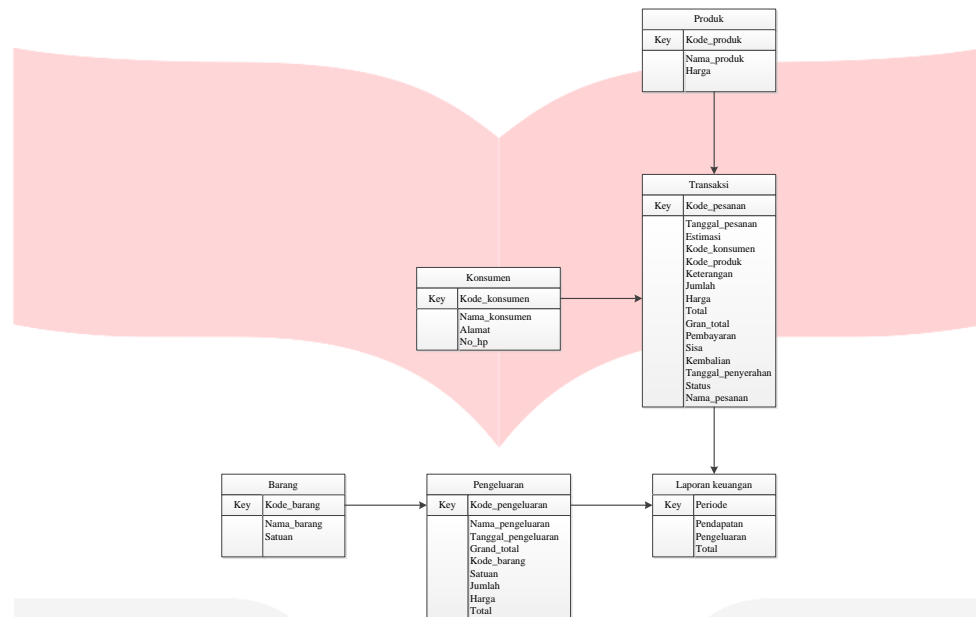 Produk
Key Kode_produk
Nama_produk
Harga
Transaksi
Key Kode_pesanan
Tanggal_pesanan
Estimasi
Kode_konsumen
Kode_produk
Keterangan
Jumlah
Harga
Total
Gran_total
Pembayaran
Sisa
Kembalian
Tanggal_penyerahan
Status
Nama_pesanan
Konsumen
Key Kode_konsumen
Nama_konsumen
Alamat
No_hp
Barang
Key Kode_barang
Nama_barang
Satuan
Pengeluaran
Key Kode_pengeluaran
Nama_pengeluaran
Tanggal_pengeluaran
Grand_total
Kode_barang
Satuan
Jumlah
Harga
Total
Laporan keuangan
Key Periode
Pendapatan
Pengeluaran
Total